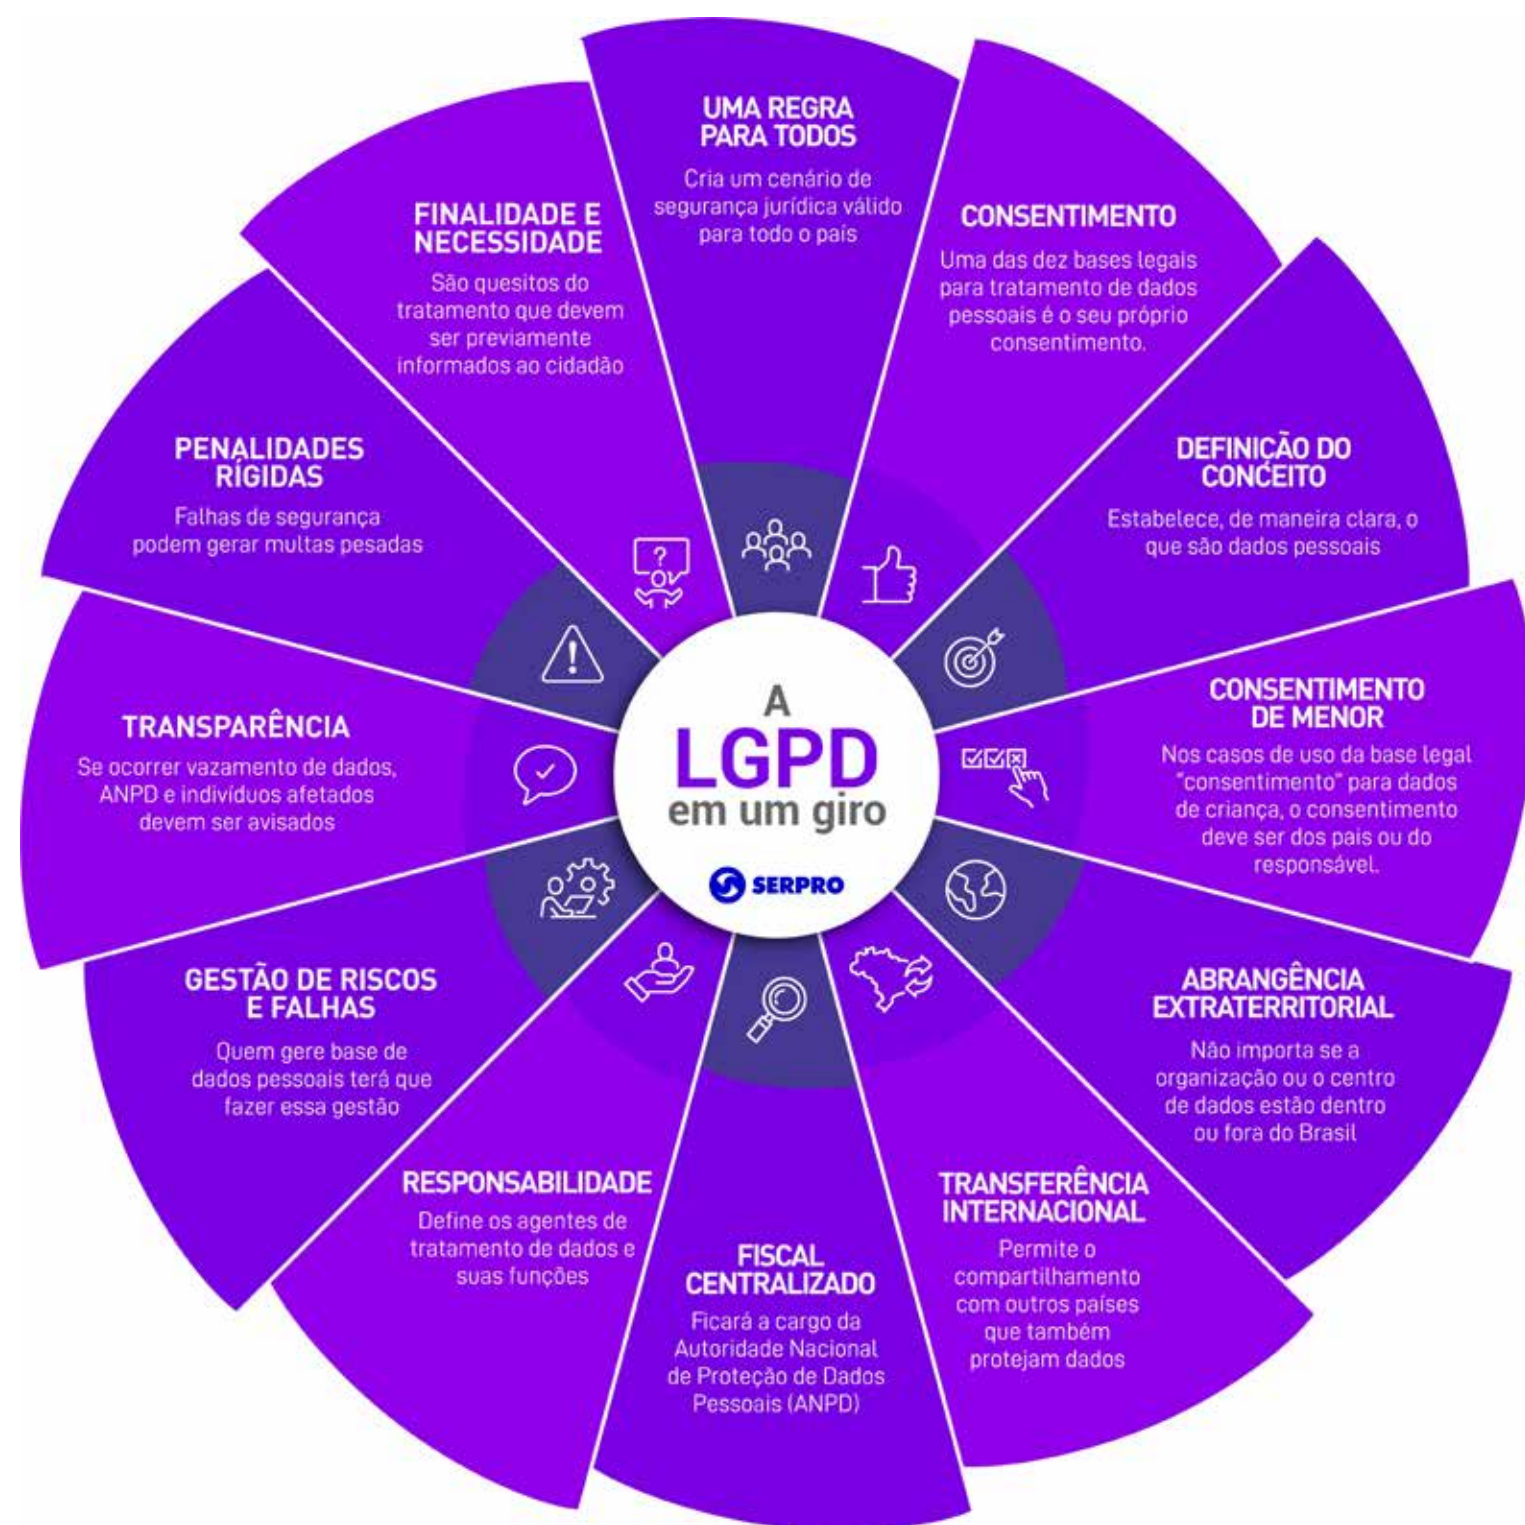 A
LGPD
em um giro
SERPRO
UMA REGRA
PARA TODOS
Cria um cenário de
segurança jurídica válido
para todo o país
CONSENTIMENTO
Uma das dez bases legais
para tratamento de dados
pessoais é o seu próprio
consentimento.
DEFINIÇÃO DO
CONCEITO
Estabelece, de maneira clara, o
que são dados pessoais
CONSENTIMENTO
DE MENOR
Nos casos de uso da base legal
"consentimento" para dados
de criança, o consentimento
deve ser dos pais ou do
responsável.
ABRANGÊNCIA
EXTRATERRITORIAL
Não importa se a
organização ou o centro
de dados estão dentro
ou fora do Brasil
TRANSFERÊNCIA
INTERNACIONAL
Permite o
compartilhamento
com outros países
que também
protejam dados
FISCAL
CENTRALIZADO
Ficará a cargo da
Autoridade Nacional
de Proteção de Dados
Pessoais (ANPD)
RESPONSABILIDADE
Define os agentes de
tratamento de dados e
suas funções
GESTÃO DE RISCOS
E FALHAS
Quem gere base de
dados pessoais terá que
fazer essa gestão
TRANSPARÊNCIA
Se ocorrer vazamento de dados,
ANPD e indivíduos afetados
devem ser avisados
PENALIDADES
RÍGIDAS
Falhas de segurança
podem gerar multas pesadas
FINALIDADE E
NECESSIDADE
São quesitos do
tratamento que devem
ser previamente
informados ao cidadão
?
!